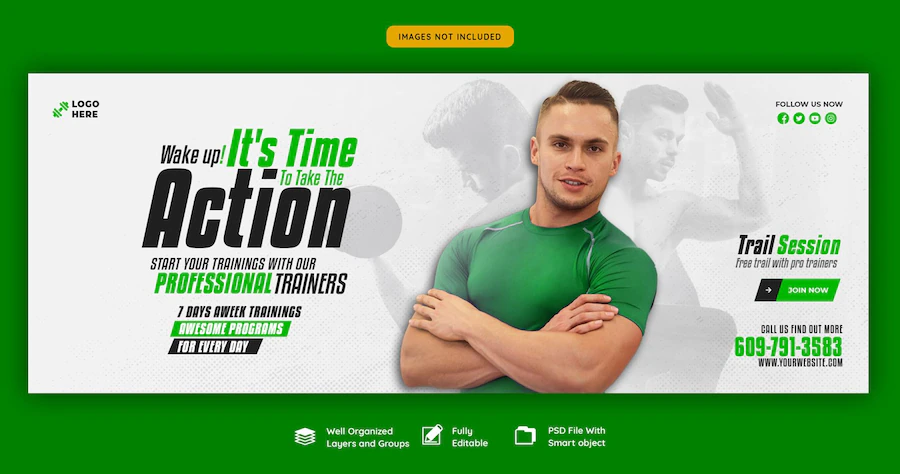 IMAGES NOT INCLUDED
LOGO
HERE
FOLLOW US NOW
Wake up! It's Time
To Take The
Action
START YOUR TRAININGS WITH OUR
PROFESSIONAL TRAINERS
7 DAYS AWEEK TRAININGS
AWESOME PROGRAMS
FOR EVERY DAY
Trail Session
Free trail with pro trainers
JOIN NOW
CALL US FIND OUT MORE
609-791-3583
WWW.YOURWEBSITE.COM
Well Organized
Layers and Groups
Fully
Editable
PSD File With
Smart object